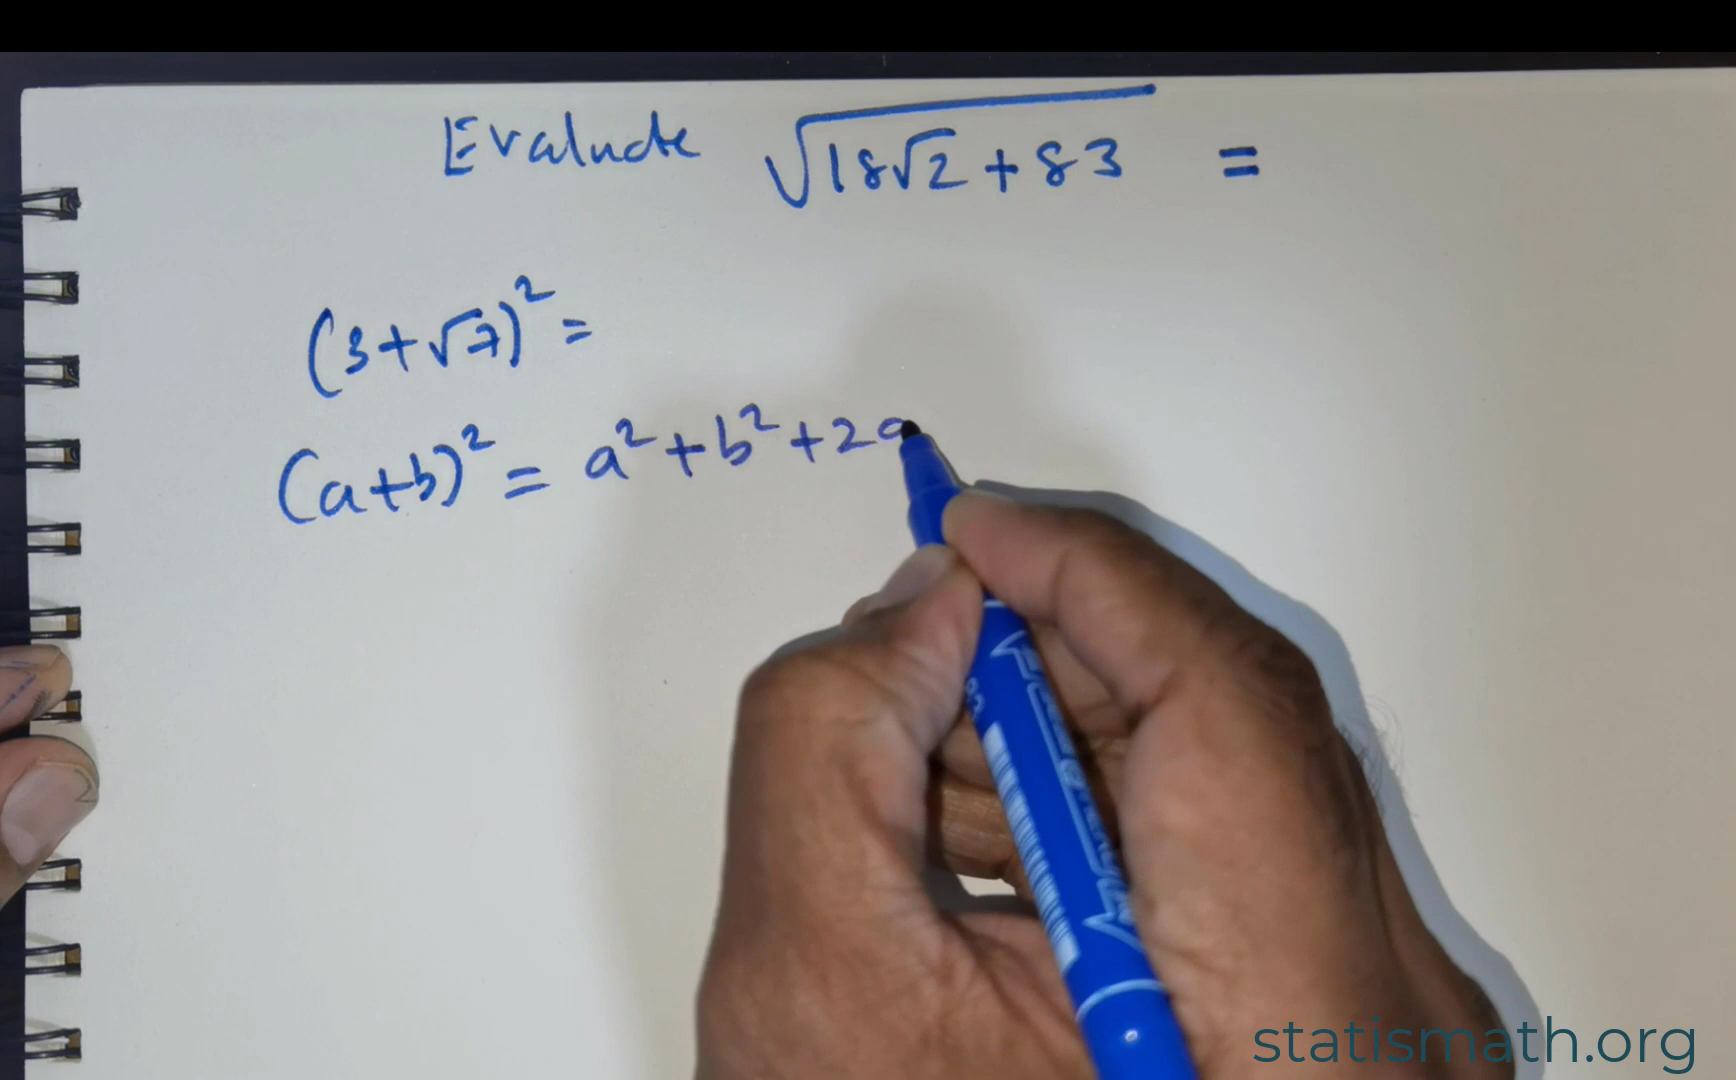 Evaluate √(18√2+83) =
(3+√7)² =
(a+b)² = a²+b²+2a
statismath.org